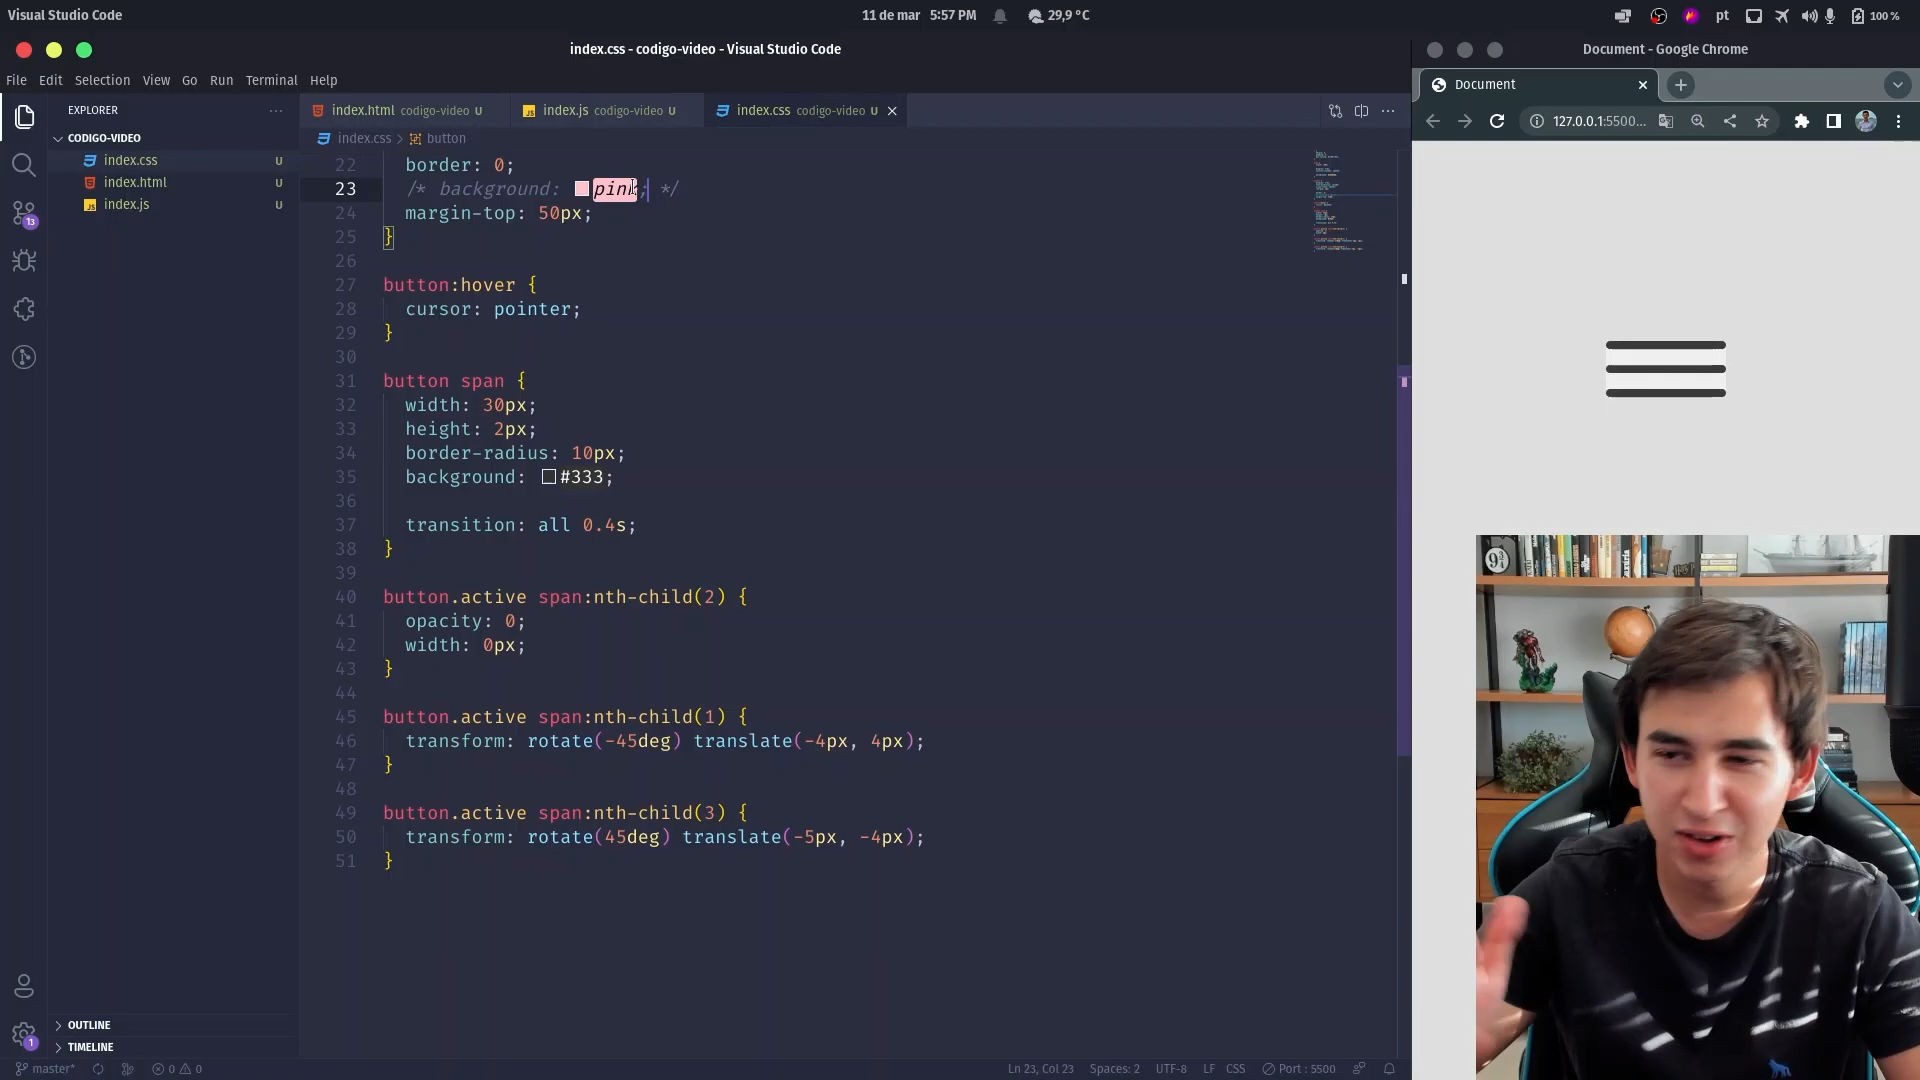 Visual Studio Code
11 de mar 5:57 PM
29,9 °C
pt
100 %
index.css - codigo-video - Visual Studio Code
Document - Google Chrome
File Edit Selection View Go Run Terminal Help
Document
EXPLORER
index.html codigo-video U
index.js codigo-video U
index.css codigo-video U
127.0.0.1:5500...
CODIGO-VIDEO
index.css > button
index.css U
index.html U
index.js U
13
22 border: 0;
23 /* background: pink; */
24 margin-top: 50px;
25 }
26
27 button:hover {
28 cursor: pointer;
29 }
30
31 button span {
32 width: 30px;
33 height: 2px;
34 border-radius: 10px;
35 background: #333;
36
37 transition: all 0.4s;
38 }
39
40 button.active span:nth-child(2) {
41 opacity: 0;
42 width: 0px;
43 }
44
45 button.active span:nth-child(1) {
46 transform: rotate(-45deg) translate(-4px, 4px);
47 }
48
49 button.active span:nth-child(3) {
50 transform: rotate(45deg) translate(-5px, -4px);
51 }
9¾
OUTLINE
1
TIMELINE
master*
0 0
Ln 23, Col 23
Spaces: 2
UTF-8
LF
CSS
Port : 5500